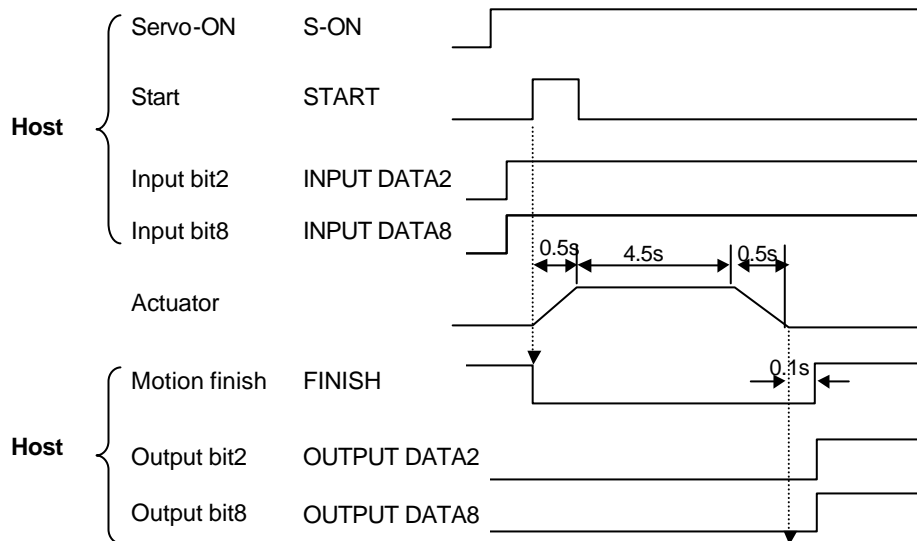 Servo-ON S-ON
Start START
Host
Input bit2 INPUT DATA2
Input bit8 INPUT DATA8
0.5s 4.5s 0.5s
Actuator
0.1s
Motion finish FINISH
Host
Output bit2 OUTPUT DATA2
Output bit8 OUTPUT DATA8